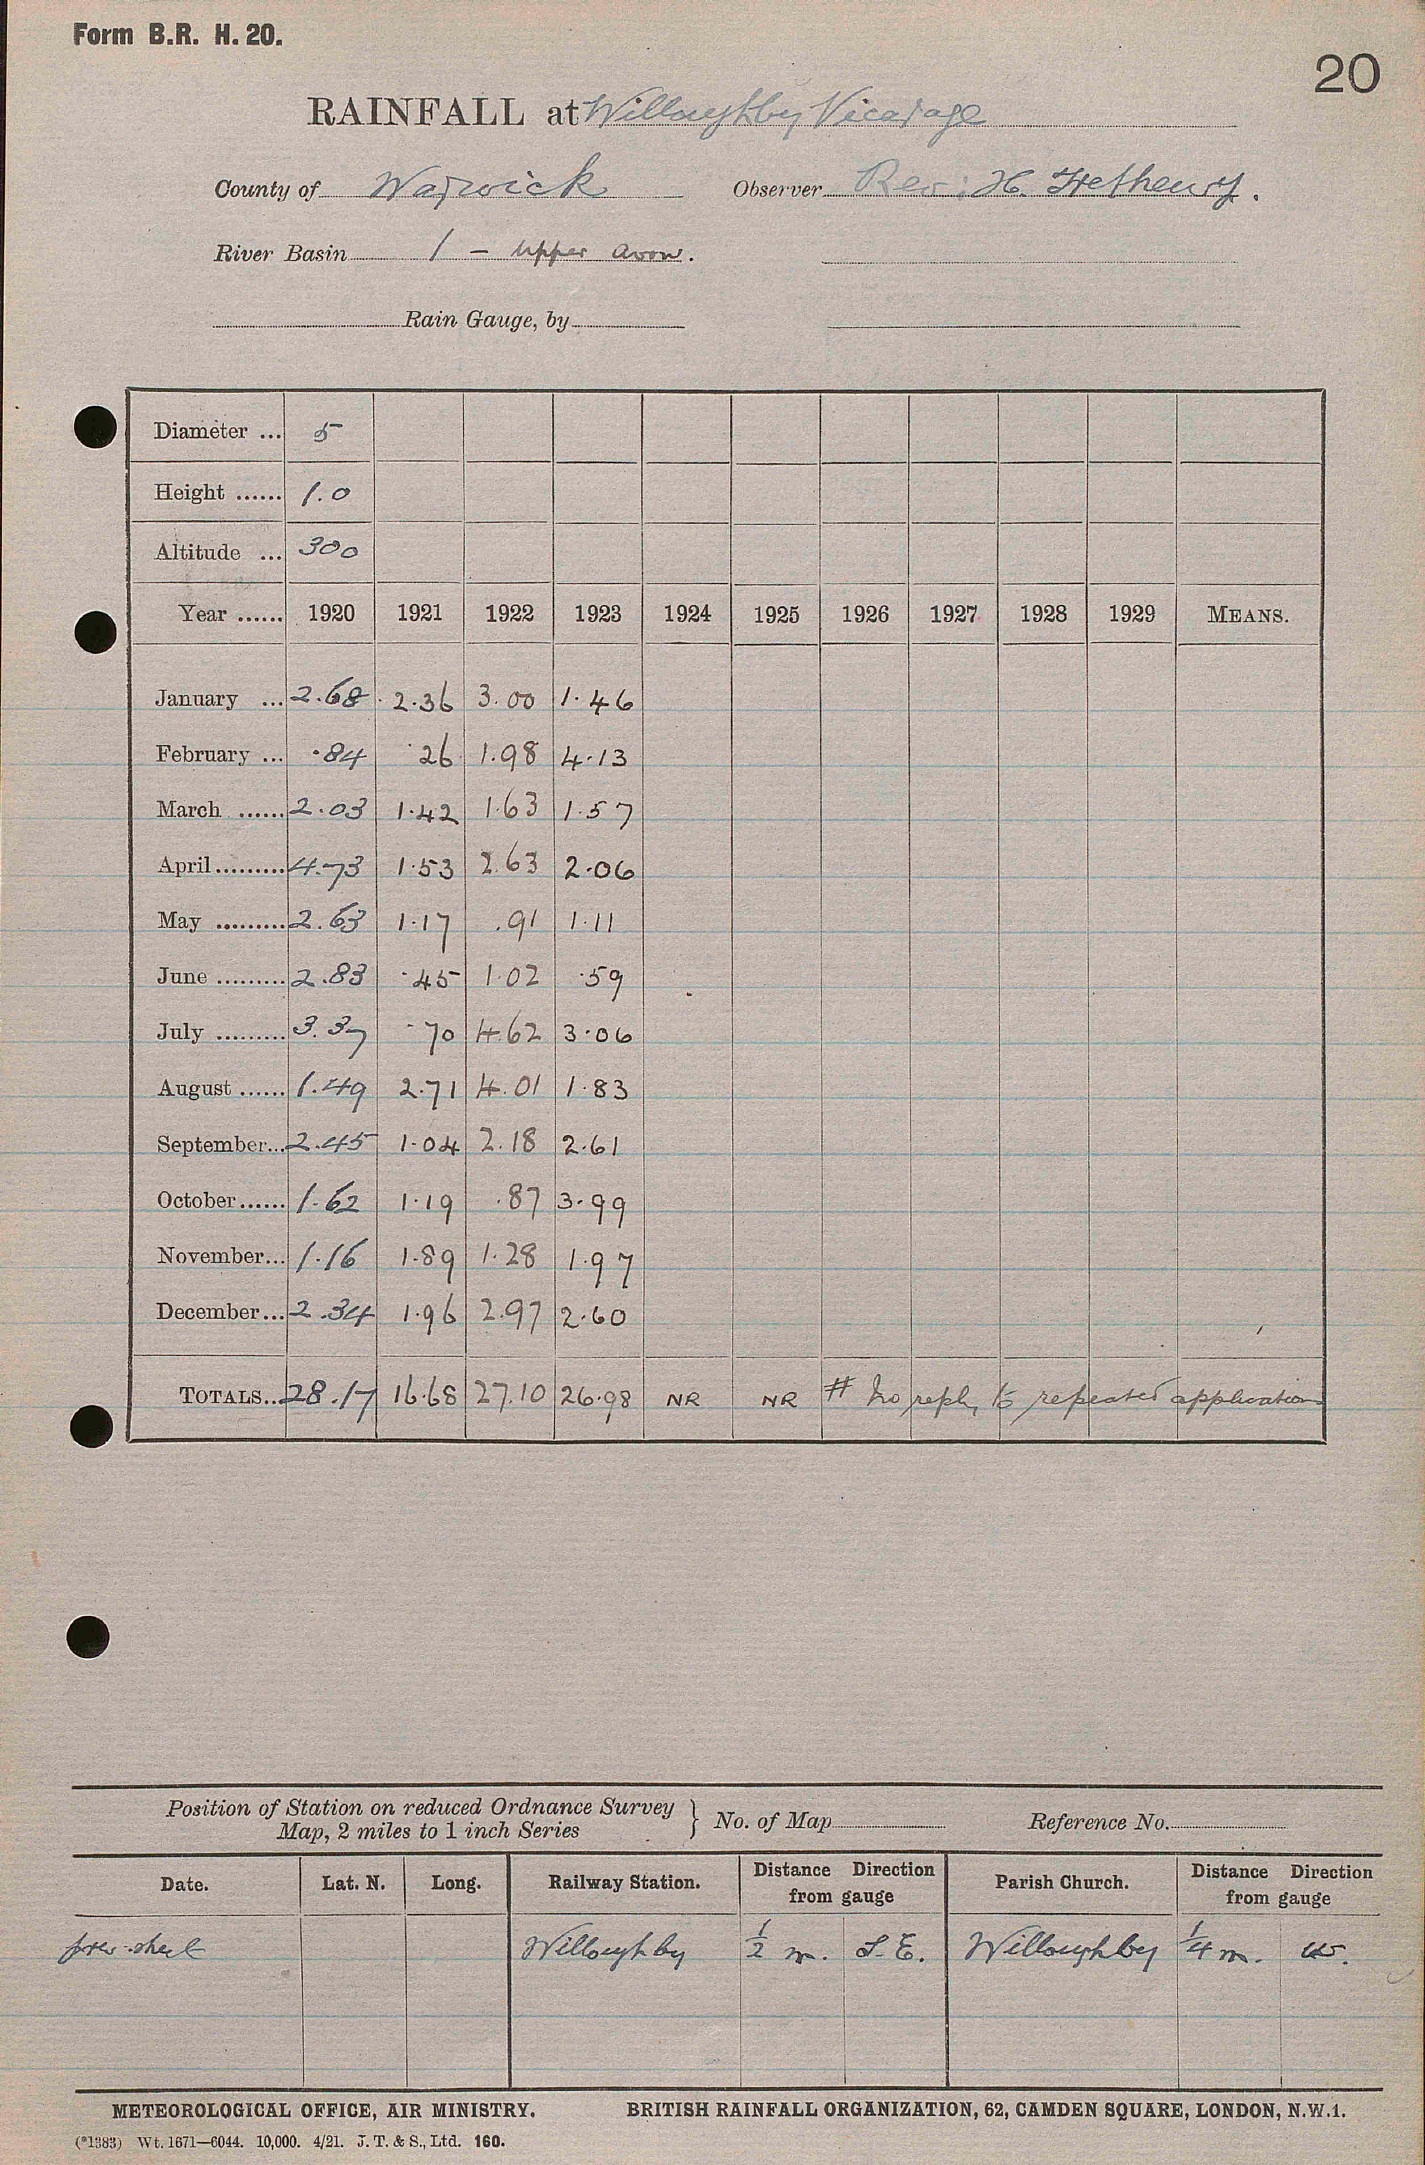 Form B.R. H. 20.
20
RAINFALL at Willoughby Vicarage
County of Warwick Observer Rev: H.
River Basin 1 - Upper Avon.
Rain Gauge, by
Diameter ... 5
Height ...... 1.0
Altitude ... 300
Year ...... 1920 1921 1922 1923 1924 1925 1926 1927 1928 1929 MEANS.
January ... 2.68 2.36 3.00 1.46
February ... .84 .26 1.98 4.13
March ...... 2.03 1.42 1.63 1.57
April ......... 4.73 1.53 2.63 2.06
May ......... 2.63 1.17 .91 1.11
June ......... 2.83 .45 1.02 .59
July ......... 3.37 .70 4.62 3.06
August ...... 1.49 2.71 4.01 1.83
September... 2.45 1.04 2.18 2.61
October ...... 1.62 1.19 .87 3.99
November... 1.16 1.89 1.28 1.97
December... 2.34 1.96 2.97 2.60
TOTALS... 28.17 16.68 27.10 26.98 NR NR # No reply to repeated applications
Position of Station on reduced Ordnance Survey
Map, 2 miles to 1 inch Series } No. of Map Reference No.
Date. Lat. N. Long. Railway Station. Distance Direction from gauge Parish Church. Distance Direction from gauge
prev. sheet Willoughby 1/2 m. S.E. Willoughby 1/4 m. W.
METEOROLOGICAL OFFICE, AIR MINISTRY. BRITISH RAINFALL ORGANIZATION, 62, CAMDEN SQUARE, LONDON, N.W.1.
(*1383) Wt. 1671—6044. 10,000. 4/21. J. T. & S., Ltd. 160.